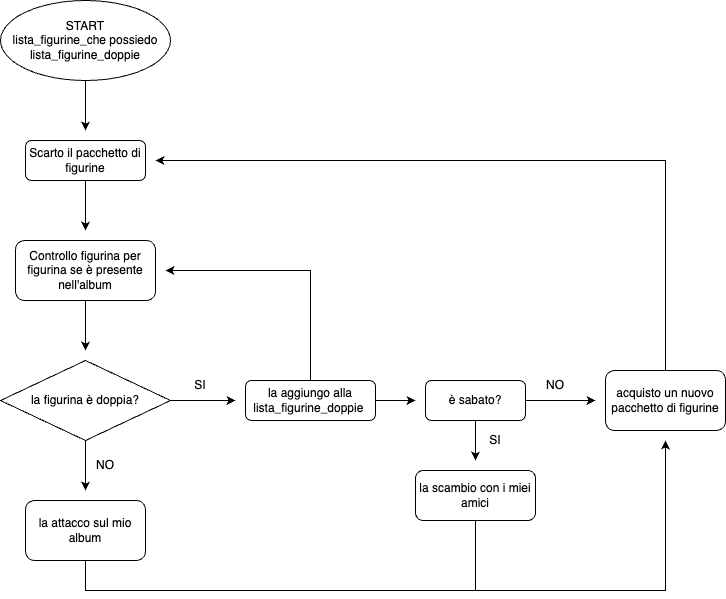 START
lista_figurine_che possiedo
lista_figurine_doppie
Scarto il pacchetto di
figurine
Controllo figurina per
figurina se è presente
nell'album
la figurina è doppia?
SI
la aggiungo alla
lista_figurine_doppie
è sabato?
NO
acquisto un nuovo
pacchetto di figurine
SI
NO
la scambio con i miei
amici
la attacco sul mio
album